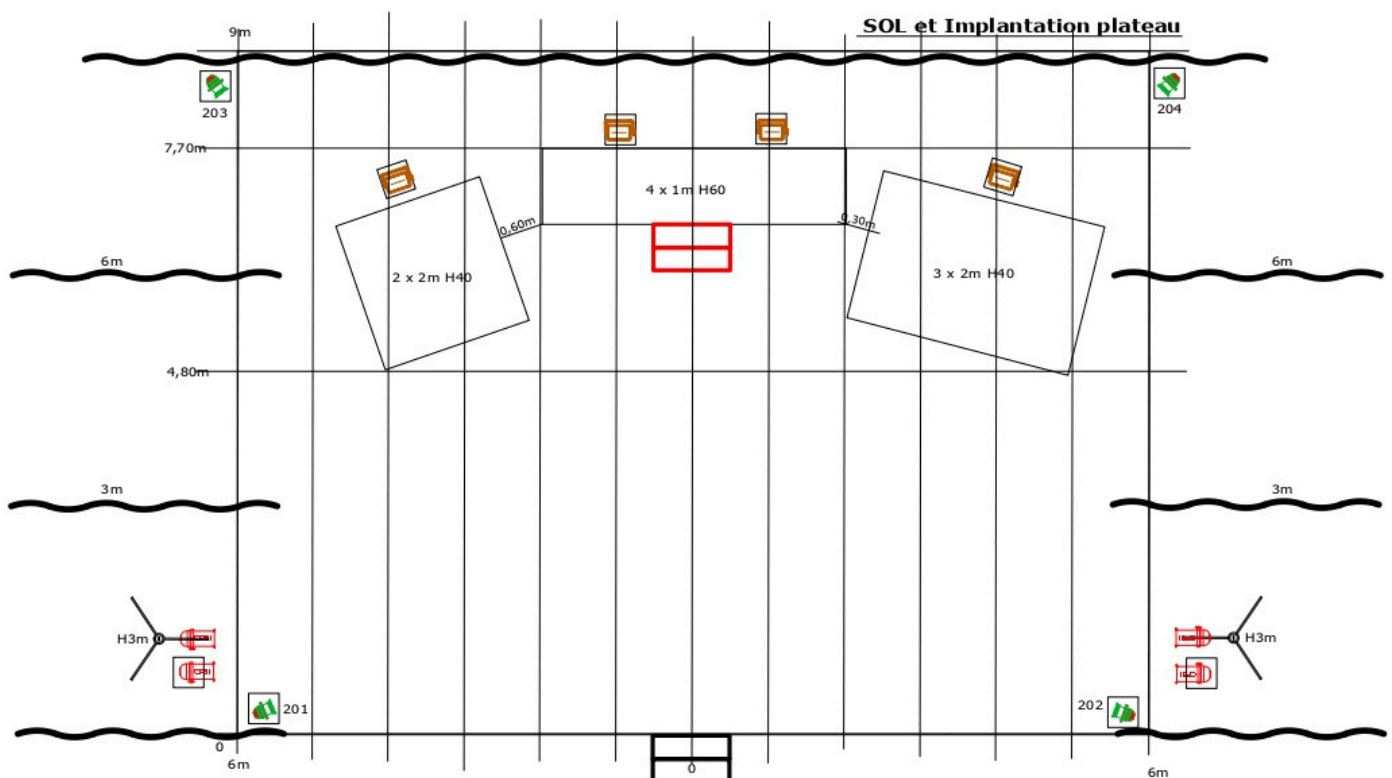 SOL et Implantation plateau
9m
203
204
7,70m
4 x 1m H60
0,60m
0,30m
6m
6m
2 x 2m H40
3 x 2m H40
4,80m
3m
3m
H3m
H3m
201
202
0
6m
0
6m